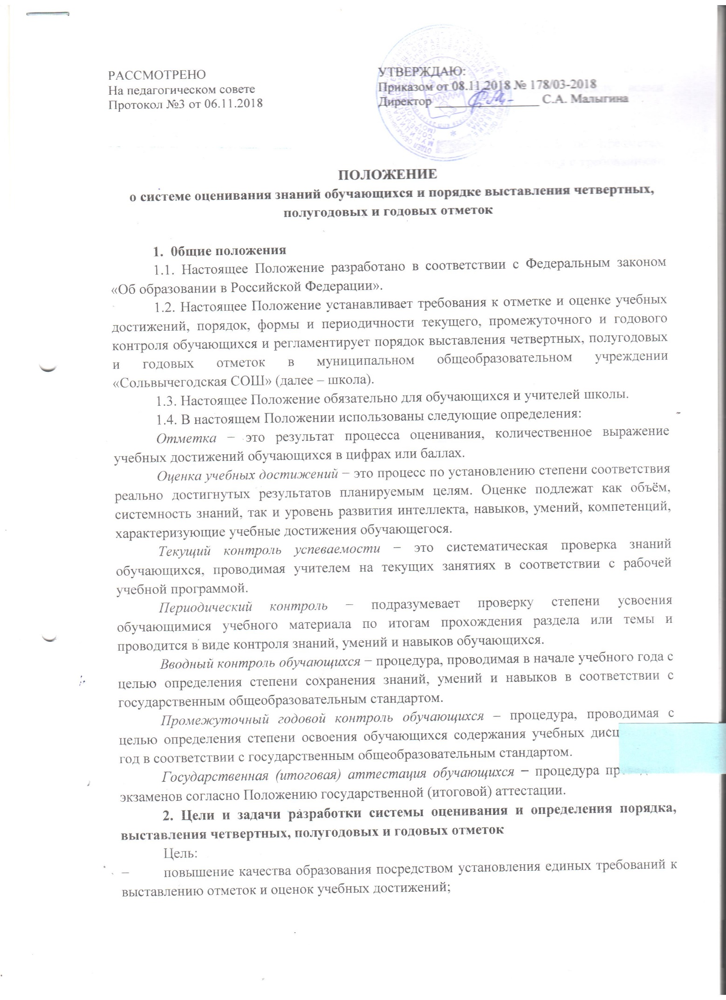 РАССМОТРЕНО
На педагогическом совете
Протокол №3 от 06.11.2018
УТВЕРЖДАЮ:
Приказом от 08.11.2018 № 178/03-2018
Директор ________________ С.А. Малыгина
ПОЛОЖЕНИЕ
о системе оценивания знаний обучающихся и порядке выставления четвертных,
полугодовых и годовых отметок
1. 0бщие положения
1.1. Настоящее Положение разработано в соответствии с Федеральным законом
«Об образовании в Российской Федерации».
1.2. Настоящее Положение устанавливает требования к отметке и оценке учебных
достижений, порядок, формы и периодичности текущего, промежуточного и годового
контроля обучающихся и регламентирует порядок выставления четвертных, полугодовых
и годовых отметок в муниципальном общеобразовательном учреждении
«Сольвычегодская СОШ» (далее – школа).
1.3. Настоящее Положение обязательно для обучающихся и учителей школы.
1.4. В настоящем Положении использованы следующие определения:
Отметка − это результат процесса оценивания, количественное выражение
учебных достижений обучающихся в цифрах или баллах.
Оценка учебных достижений − это процесс по установлению степени соответствия
реально достигнутых результатов планируемым целям. Оценке подлежат как объём,
системность знаний, так и уровень развития интеллекта, навыков, умений, компетенций,
характеризующие учебные достижения обучающегося.
Текущий контроль успеваемости − это систематическая проверка знаний
обучающихся, проводимая учителем на текущих занятиях в соответствии с рабочей
учебной программой.
Периодический контроль − подразумевает проверку степени усвоения
обучающимися учебного материала по итогам прохождения раздела или темы и
проводится в виде контроля знаний, умений и навыков обучающихся.
Вводный контроль обучающихся − процедура, проводимая в начале учебного года с
целью определения степени сохранения знаний, умений и навыков в соответствии с
государственным общеобразовательным стандартом.
Промежуточный годовой контроль обучающихся – процедура, проводимая с
целью определения степени освоения обучающихся содержания учебных
год в соответствии с государственным общеобразовательным стандартом.
Государственная (итоговая) аттестация обучающихся − процедура
экзаменов согласно Положению государственной (итоговой) аттестации.
2. Цели и задачи разработки системы оценивания и определения порядка,
выставления четвертных, полугодовых и годовых отметок
Цель:
– повышение качества образования посредством установления единых требований к
выставлению отметок и оценок учебных достижений;